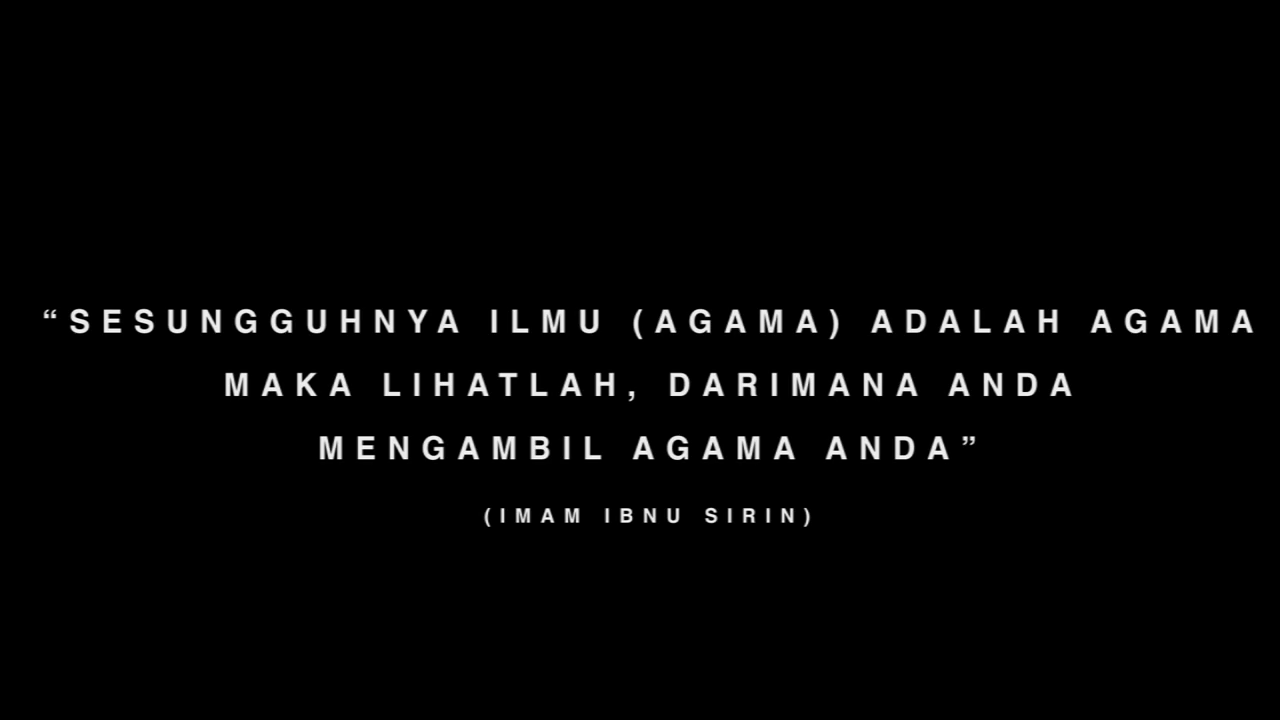 “SESUNGGUHNYA ILMU (AGAMA) ADALAH AGAMA
MAKA LIHATLAH, DARIMANA ANDA
MENGAMBIL AGAMA ANDA”
(IMAM IBNU SIRIN)